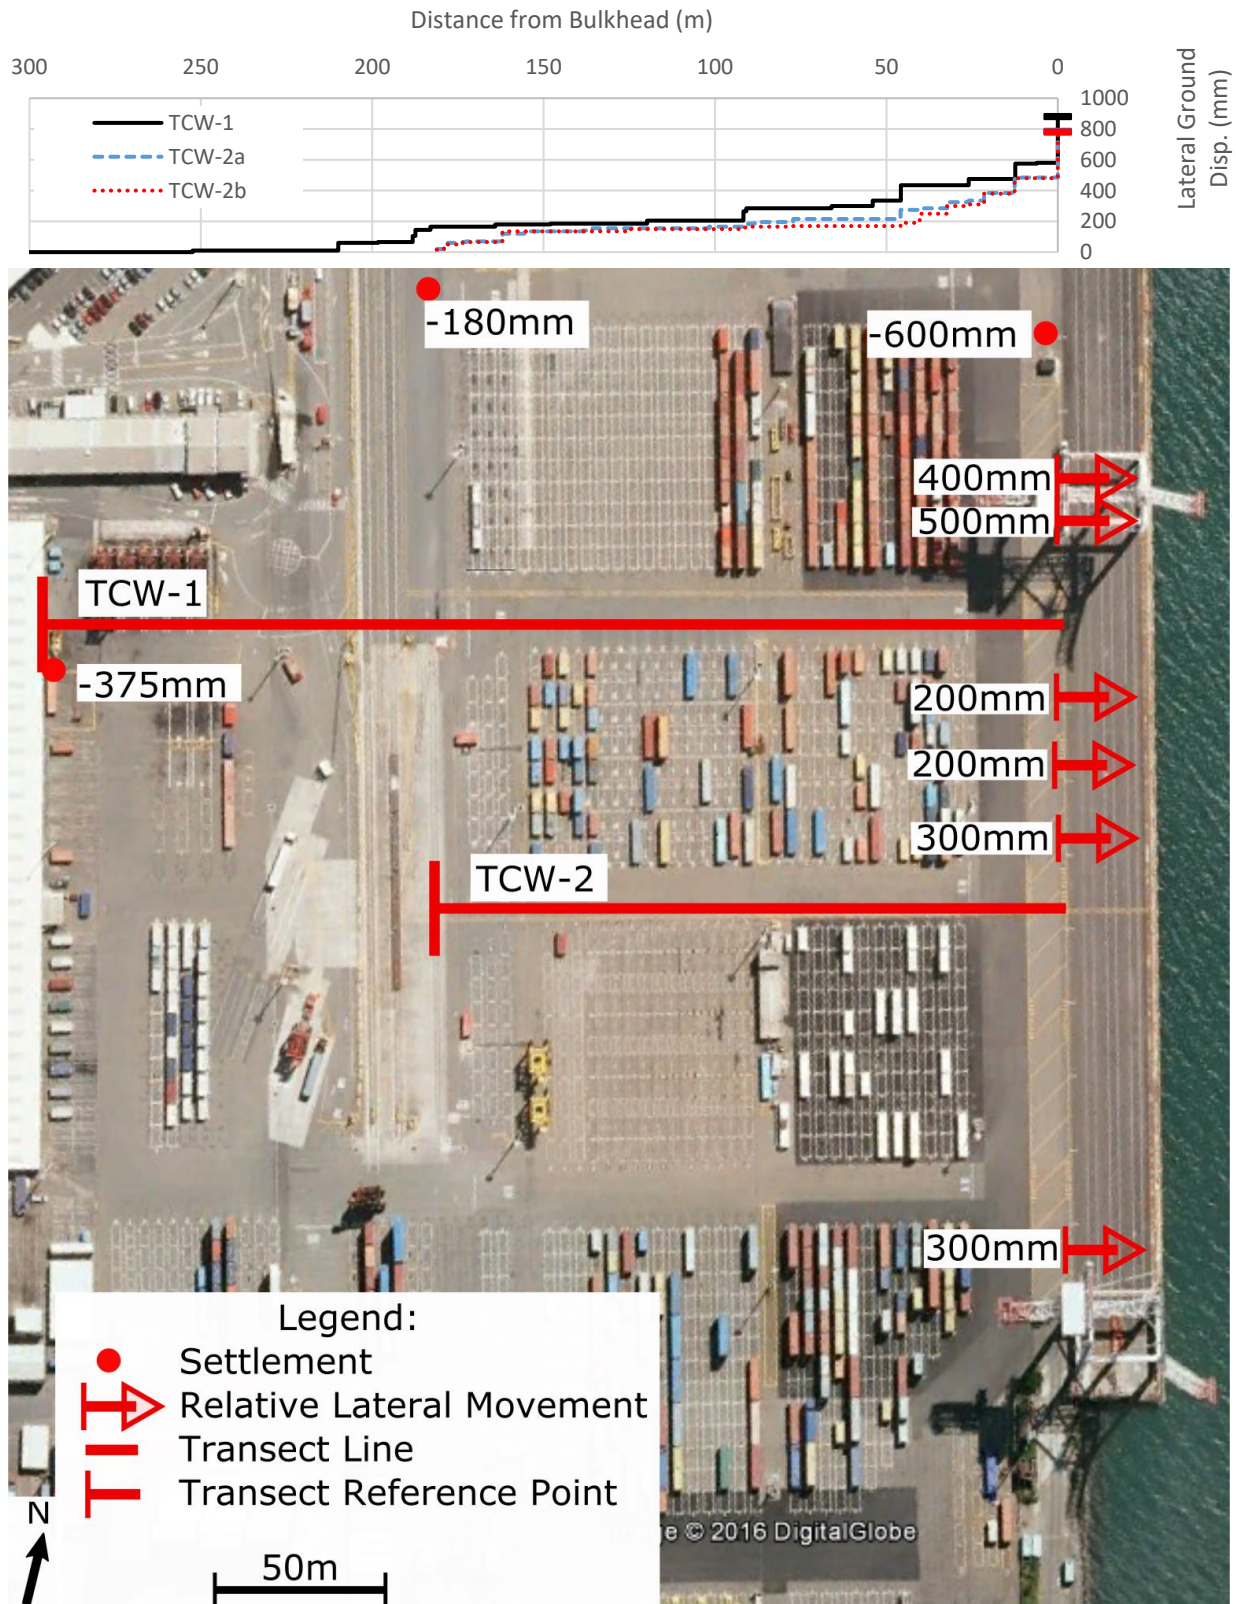 Distance from Bulkhead (m)
300 250 200 150 100 50 0
Lateral Ground
Disp. (mm)
1000
800
600
400
200
0
TCW-1
TCW-2a
TCW-2b
-180mm
-600mm
400mm
500mm
TCW-1
-375mm
200mm
200mm
300mm
TCW-2
300mm
Legend:
Settlement
Relative Lateral Movement
Transect Line
Transect Reference Point
N
50m
© 2016 DigitalGlobe